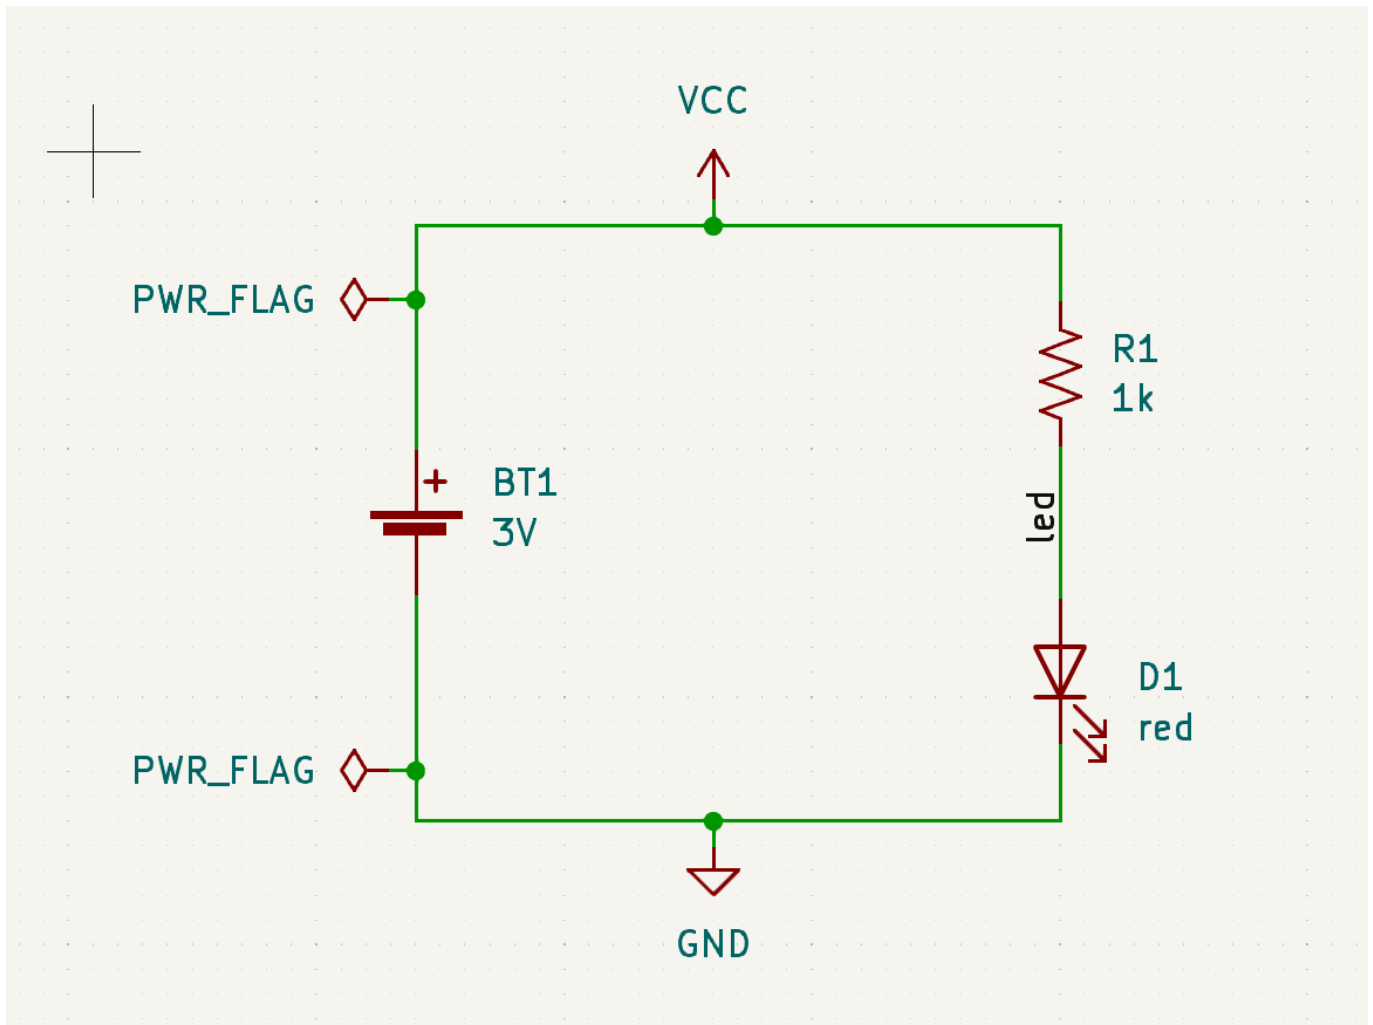 VCC
PWR_FLAG
R1
1k
BT1
3V
led
D1
red
PWR_FLAG
GND